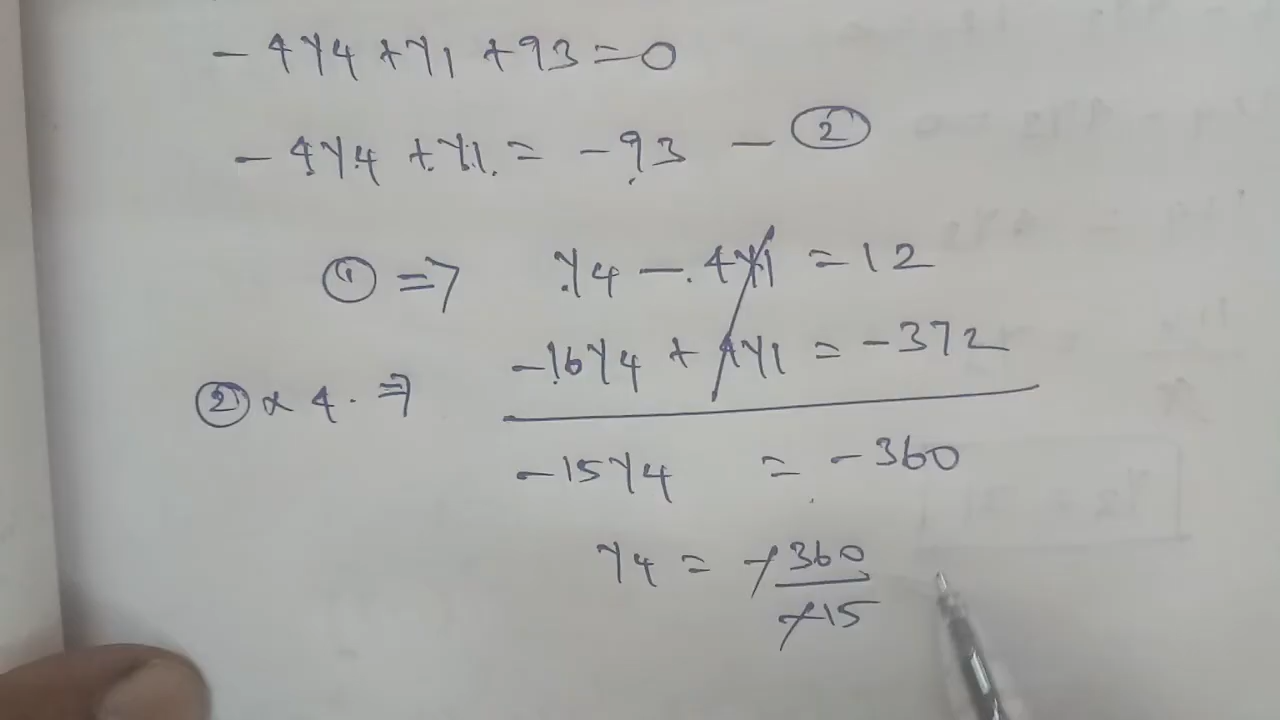 - 4y4 + y1 + 93 = 0
- 4y4 + y1 = - 93 - ②
① => y4 - 4y1 = 12
② × 4 => -16y4 + 4y1 = -372
-15y4 = -360
y4 = -360
-15